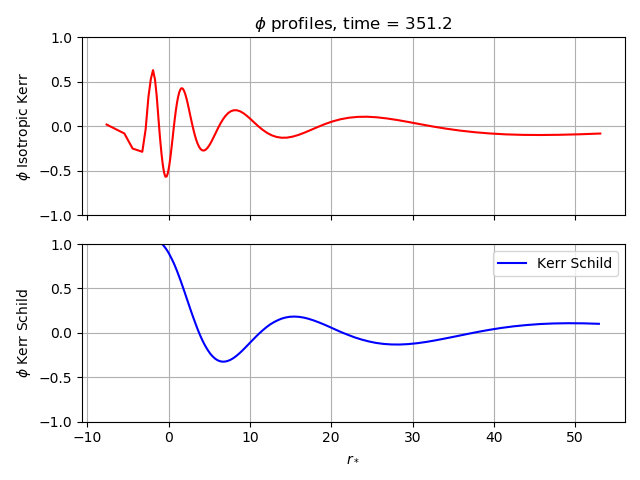 ϕ profiles, time = 351.2
1.0
0.5
0.0
−0.5
−1.0
ϕ Isotropic Kerr
1.0
0.5
0.0
−0.5
−1.0
ϕ Kerr Schild
Kerr Schild
−10 0 10 20 30 40 50
r*